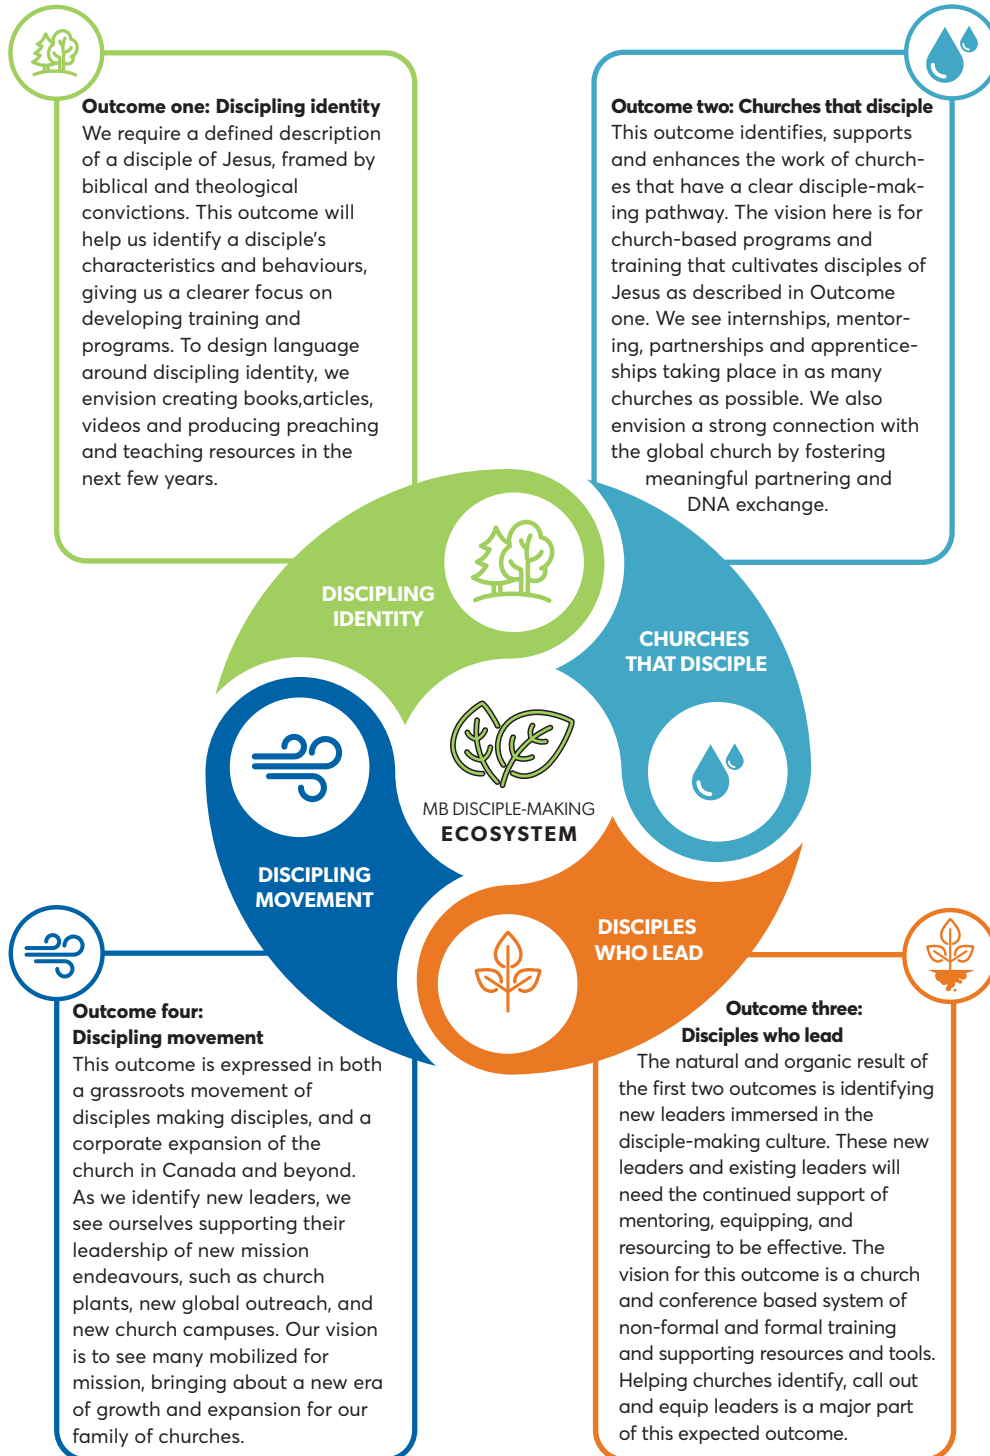 Outcome one: Discipling identity
We require a defined description
of a disciple of Jesus, framed by
biblical and theological
convictions. This outcome will
help us identify a disciple's
characteristics and behaviours,
giving us a clearer focus on
developing training and
programs. To design language
around discipling identity, we
envision creating books,articles,
videos and producing preaching
and teaching resources in the
next few years.
Outcome two: Churches that disciple
This outcome identifies, supports
and enhances the work of church-
es that have a clear disciple-mak-
ing pathway. The vision here is for
church-based programs and
training that cultivates disciples of
Jesus as described in Outcome
one. We see internships, mentor-
ing, partnerships and apprentice-
ships taking place in as many
churches as possible. We also
envision a strong connection with
the global church by fostering
meaningful partnering and
DNA exchange.
DISCIPLING
IDENTITY
CHURCHES
THAT DISCIPLE
MB DISCIPLE-MAKING
ECOSYSTEM
DISCIPLING
MOVEMENT
DISCIPLES
WHO LEAD
Outcome four:
Discipling movement
This outcome is expressed in both
a grassroots movement of
disciples making disciples, and a
corporate expansion of the
church in Canada and beyond.
As we identify new leaders, we
see ourselves supporting their
leadership of new mission
endeavours, such as church
plants, new global outreach, and
new church campuses. Our vision
is to see many mobilized for
mission, bringing about a new era
of growth and expansion for our
family of churches.
Outcome three:
Disciples who lead
The natural and organic result of
the first two outcomes is identifying
new leaders immersed in the
disciple-making culture. These new
leaders and existing leaders will
need the continued support of
mentoring, equipping, and
resourcing to be effective. The
vision for this outcome is a church
and conference based system of
non-formal and formal training
and supporting resources and tools.
Helping churches identify, call out
and equip leaders is a major part
of this expected outcome.